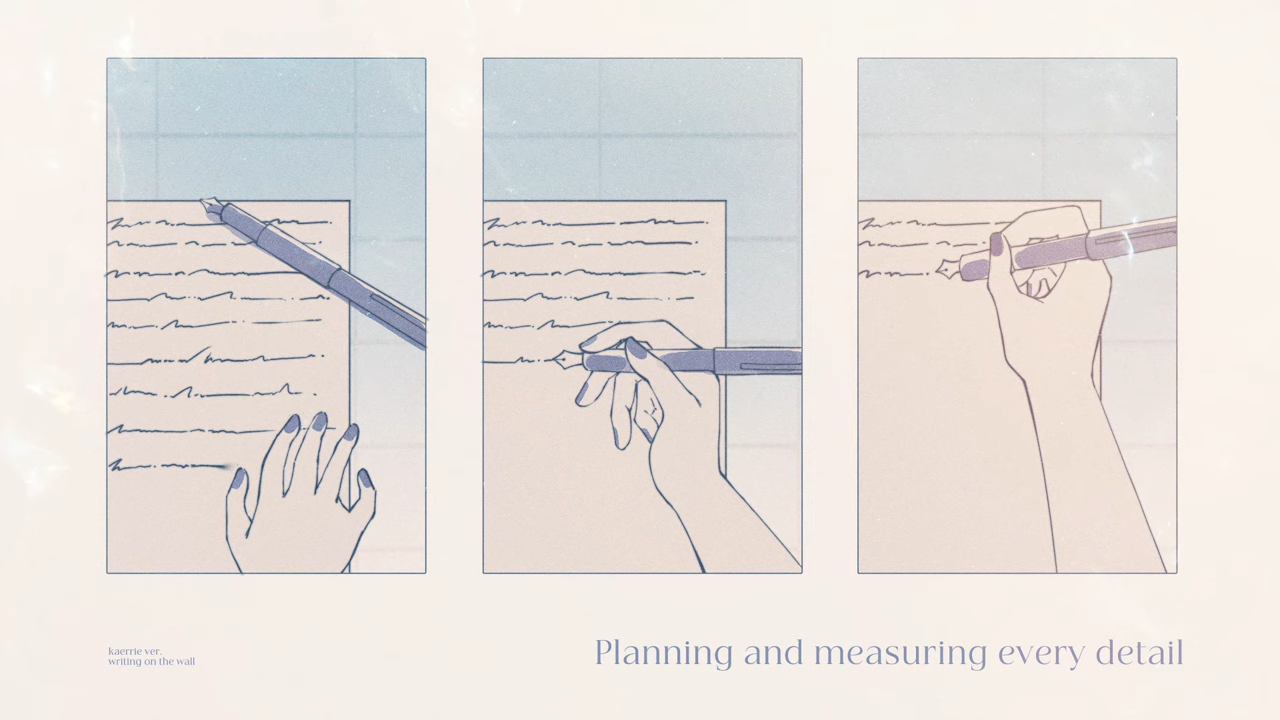 kaerrie ver.
writing on the wall
Planning and measuring every detail